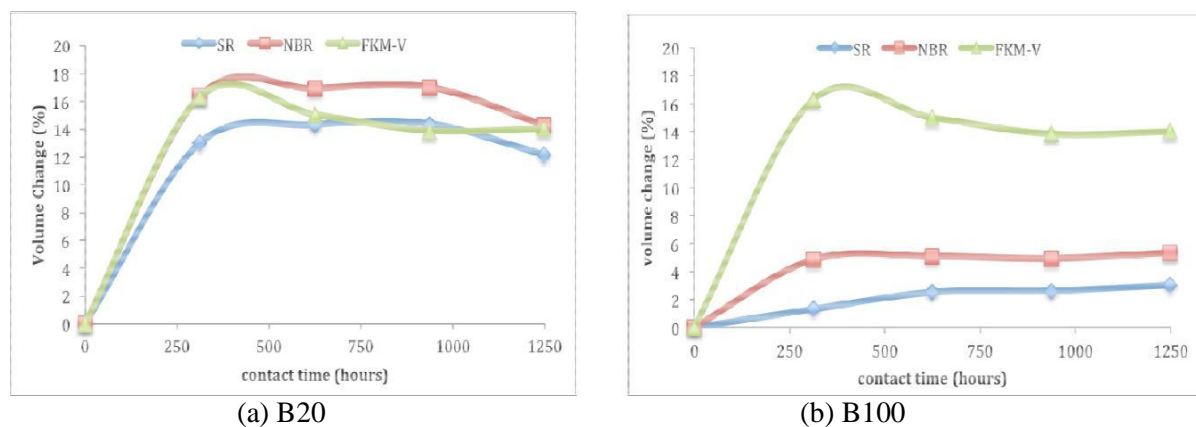 SR NBR FKM-V
20
18
16
14
12
10
8
6
4
2
0
Volume Change (%)
0 250 500 750 1000 1250
contact time (hours)
(a) B20
SR NBR FKM-V
20
18
16
14
12
10
8
6
4
2
0
volume change (%)
0 250 500 750 1000 1250
contact time (hours)
(b) B100